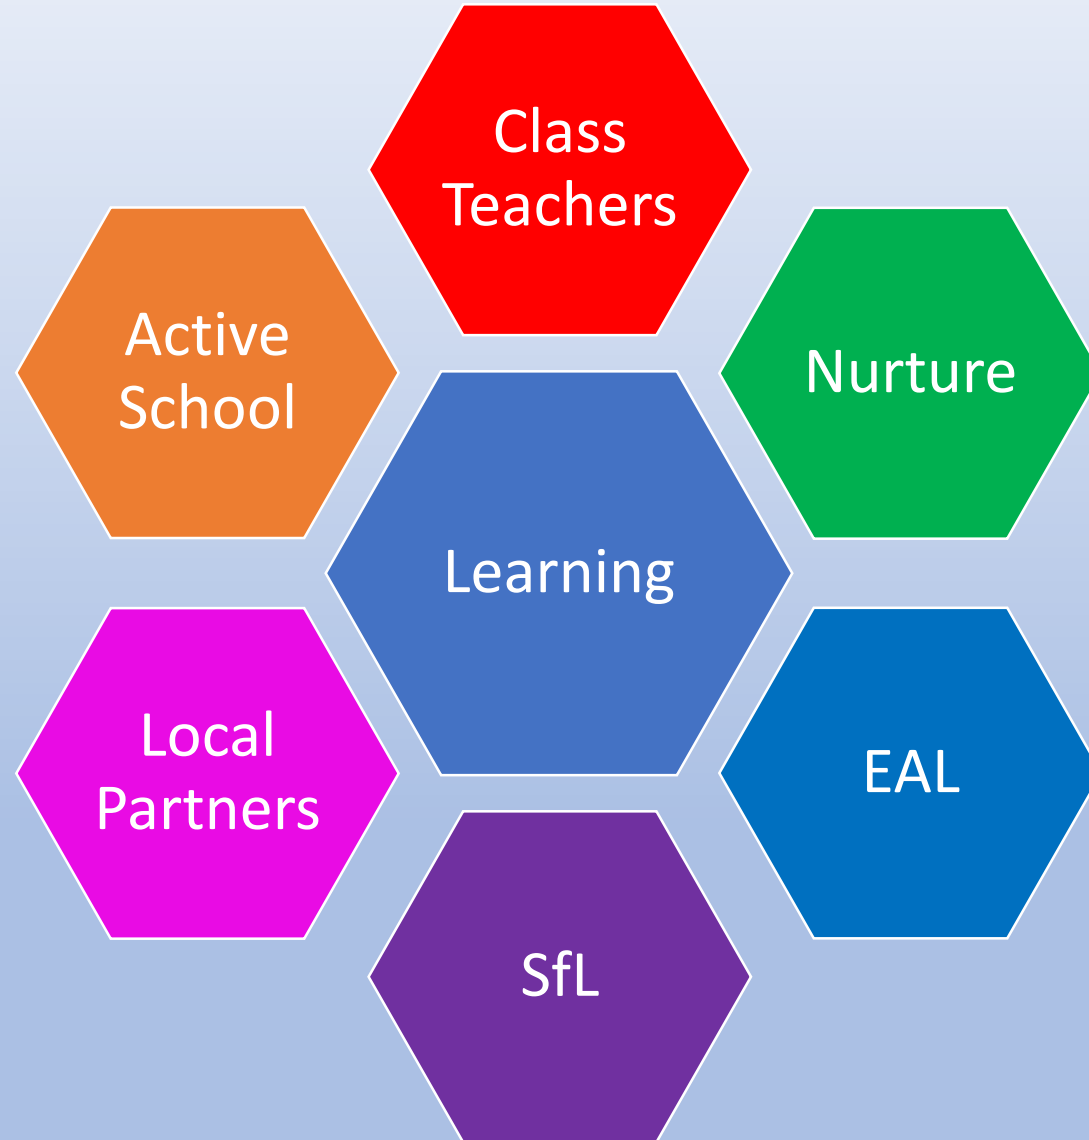 Class
Teachers
Active
School
Nurture
Learning
Local
Partners
EAL
SfL